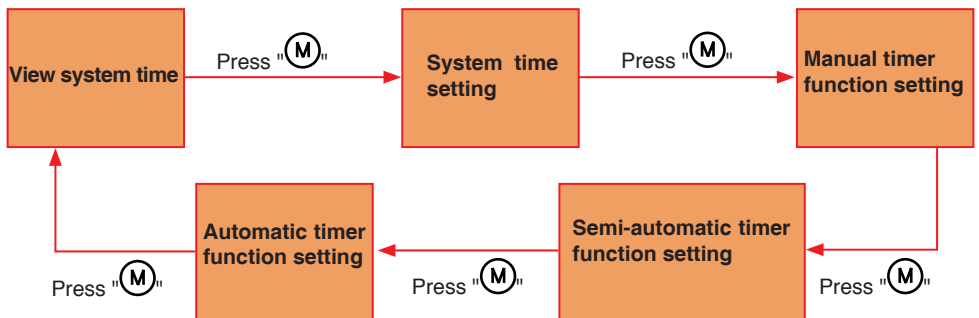 View system time
Press "M"
System time
setting
Press "M"
Manual timer
function setting
Press "M"
Semi-automatic timer
function setting
Press "M"
Automatic timer
function setting
Press "M"